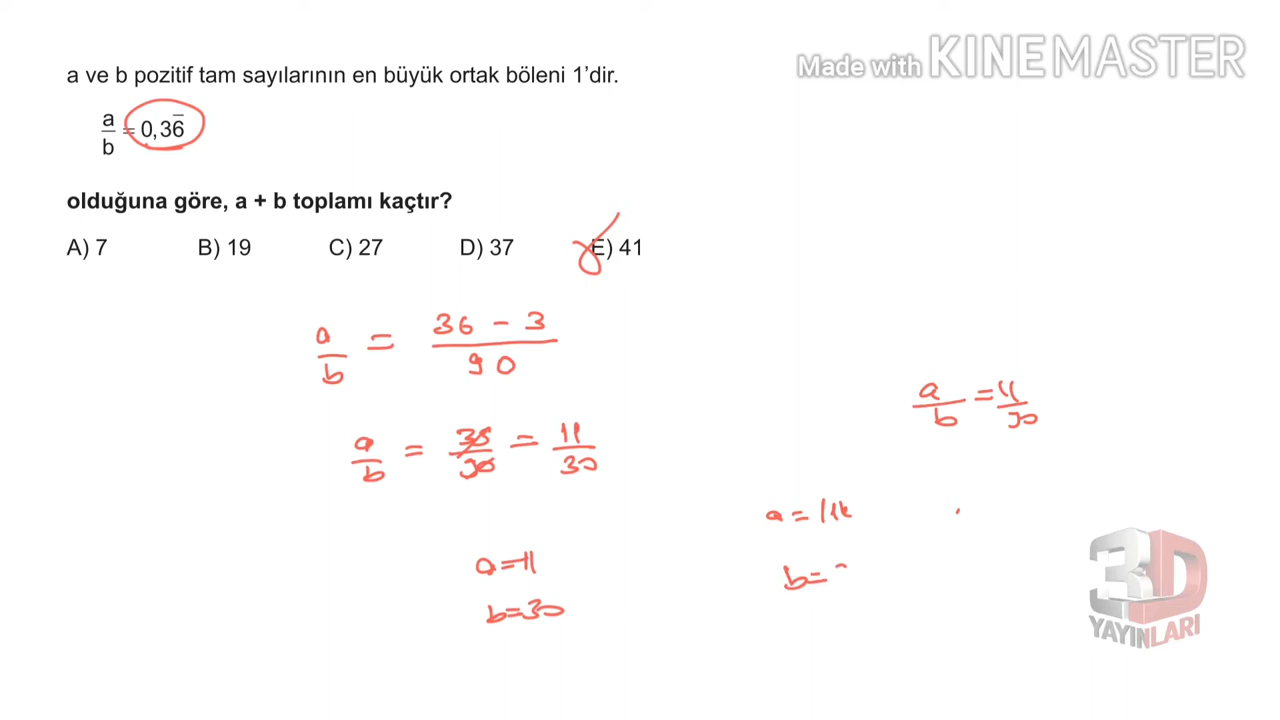 Made with KINEMASTER
a ve b pozitif tam sayılarının en büyük ortak böleni 1'dir.
a/b = 0,36̅
olduğuna göre, a + b toplamı kaçtır?
A) 7 B) 19 C) 27 D) 37 E) 41
a/b = 36 - 3/90
a/b = 11/30
a/b = 33/90 = 11/30
a = 11k
b =
a = 11
b = 30
3D
YAYINLARI